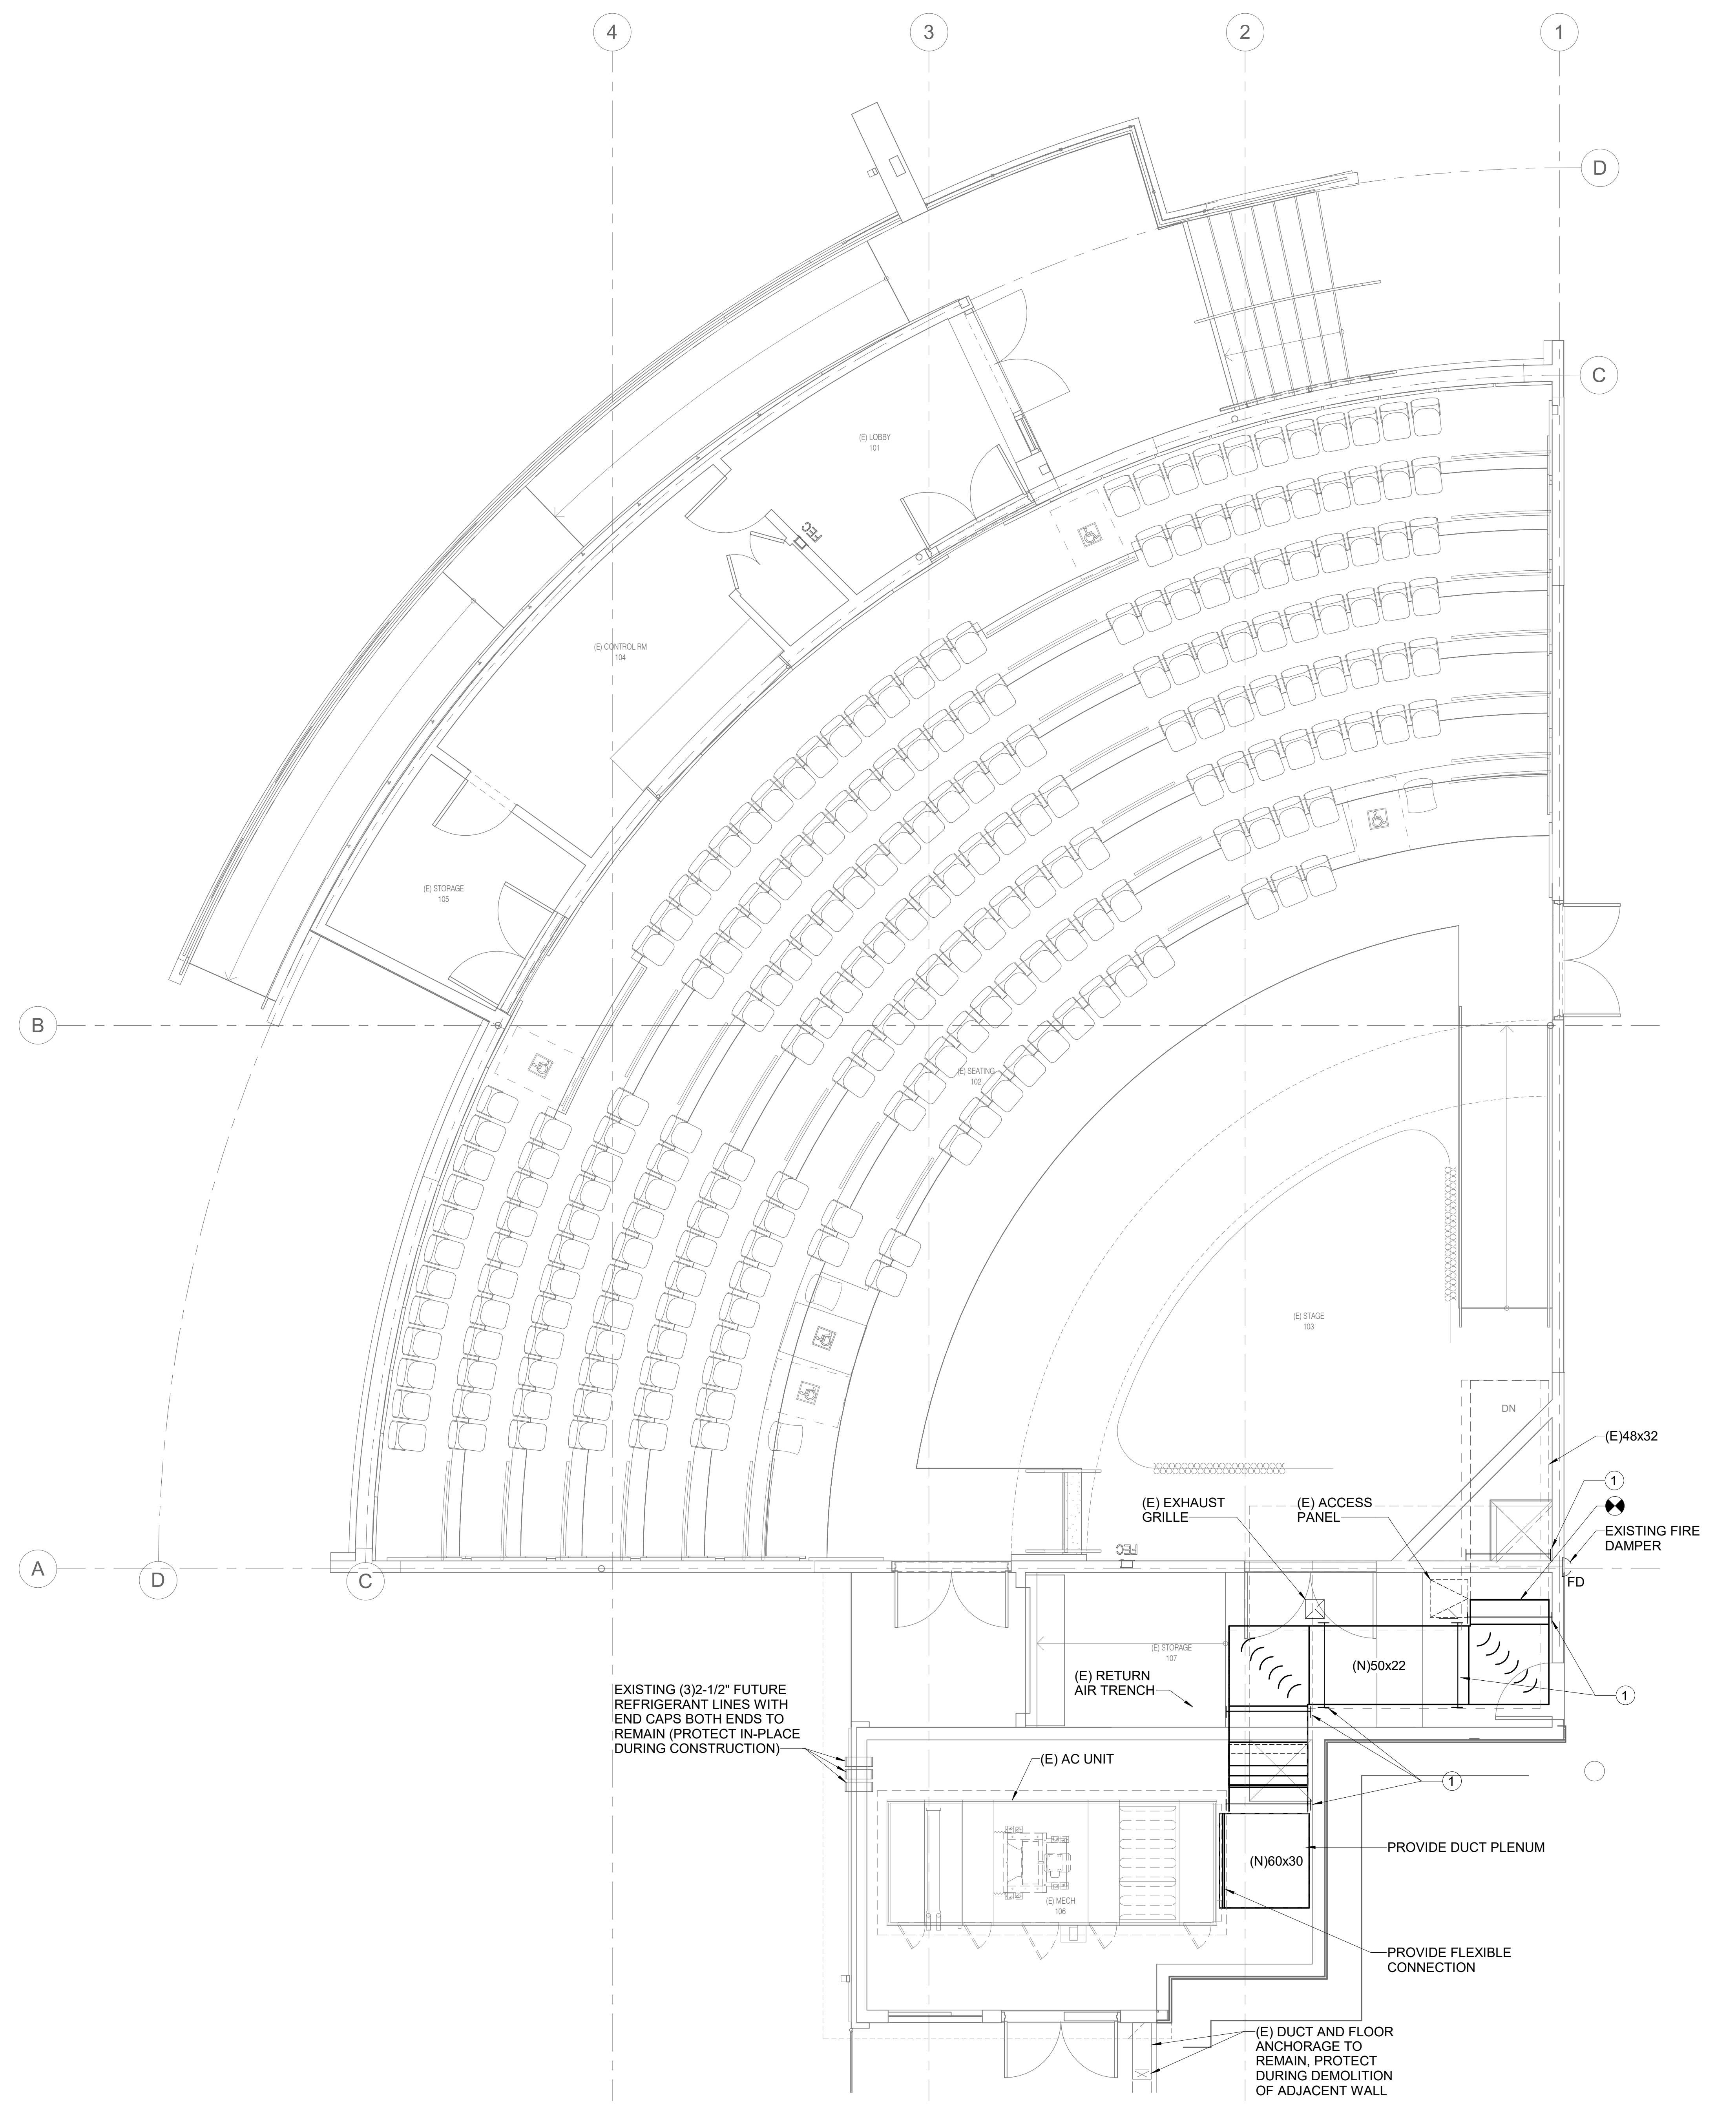 4
3
2
1
D
C
(E) LOBBY
101
FEC
(E) CONTROL RM
104
(E) STORAGE
105
B
(E) SEATING
102
(E) STAGE
103
DN
(E)48x32
1
(E) EXHAUST
GRILLE
(E) ACCESS
PANEL
EXISTING FIRE
DAMPER
FEC
A
D
C
FD
(E) STORAGE
107
(N)50x22
(E) RETURN
AIR TRENCH
1
EXISTING (3)2-1/2" FUTURE
REFRIGERANT LINES WITH
END CAPS BOTH ENDS TO
REMAIN (PROTECT IN-PLACE
DURING CONSTRUCTION)
(E) AC UNIT
1
PROVIDE DUCT PLENUM
(N)60x30
(E) MECH
106
PROVIDE FLEXIBLE
CONNECTION
(E) DUCT AND FLOOR
ANCHORAGE TO
REMAIN, PROTECT
DURING DEMOLITION
OF ADJACENT WALL